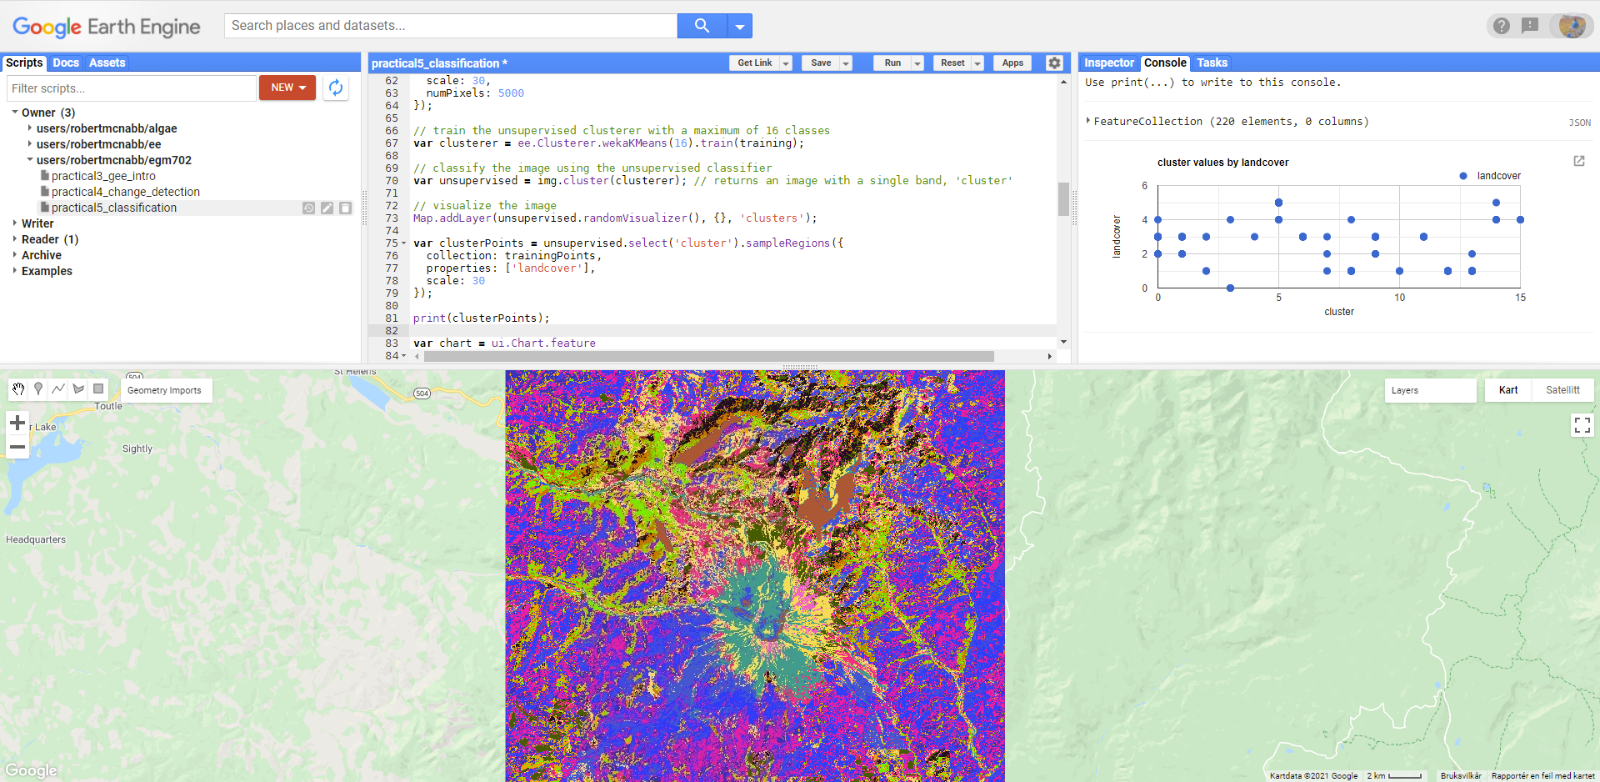 Google Earth Engine
Search places and datasets...
Scripts Docs Assets
Filter scripts...
NEW
Owner (3)
users/robertmcnabb/algae
users/robertmcnabb/ee
users/robertmcnabb/egm702
practical3_gee_intro
practical4_change_detection
practical5_classification
Writer
Reader (1)
Archive
Examples
practical5_classification *
Get Link Save Run Reset Apps
62 scale: 30,
63 numPixels: 5000
64 });
65
66 // train the unsupervised clusterer with a maximum of 16 classes
67 var clusterer = ee.Clusterer.wekaKMeans(16).train(training);
68
69 // classify the image using the unsupervised classifier
70 var unsupervised = img.cluster(clusterer); // returns an image with a single band, 'cluster'
71
72 // visualize the image
73 Map.addLayer(unsupervised.randomVisualizer(), {}, 'clusters');
74
75 var clusterPoints = unsupervised.select('cluster').sampleRegions({
76 collection: trainingPoints,
77 properties: ['landcover'],
78 scale: 30
79 });
80
81 print(clusterPoints);
82
83 var chart = ui.Chart.feature
84
Inspector Console Tasks
Use print(...) to write to this console.
FeatureCollection (220 elements, 0 columns)
JSON
cluster values by landcover
landcover
6
4
2
0
landcover
0 5 10 15
cluster
Geometry Imports
504
St Helens
504
Toutle
r Lake
Sightly
Headquarters
Layers
Kart Satellitt
Google
Kartdata ©2021 Google 2 km Bruksvilkår Rapportér en feil med kartet